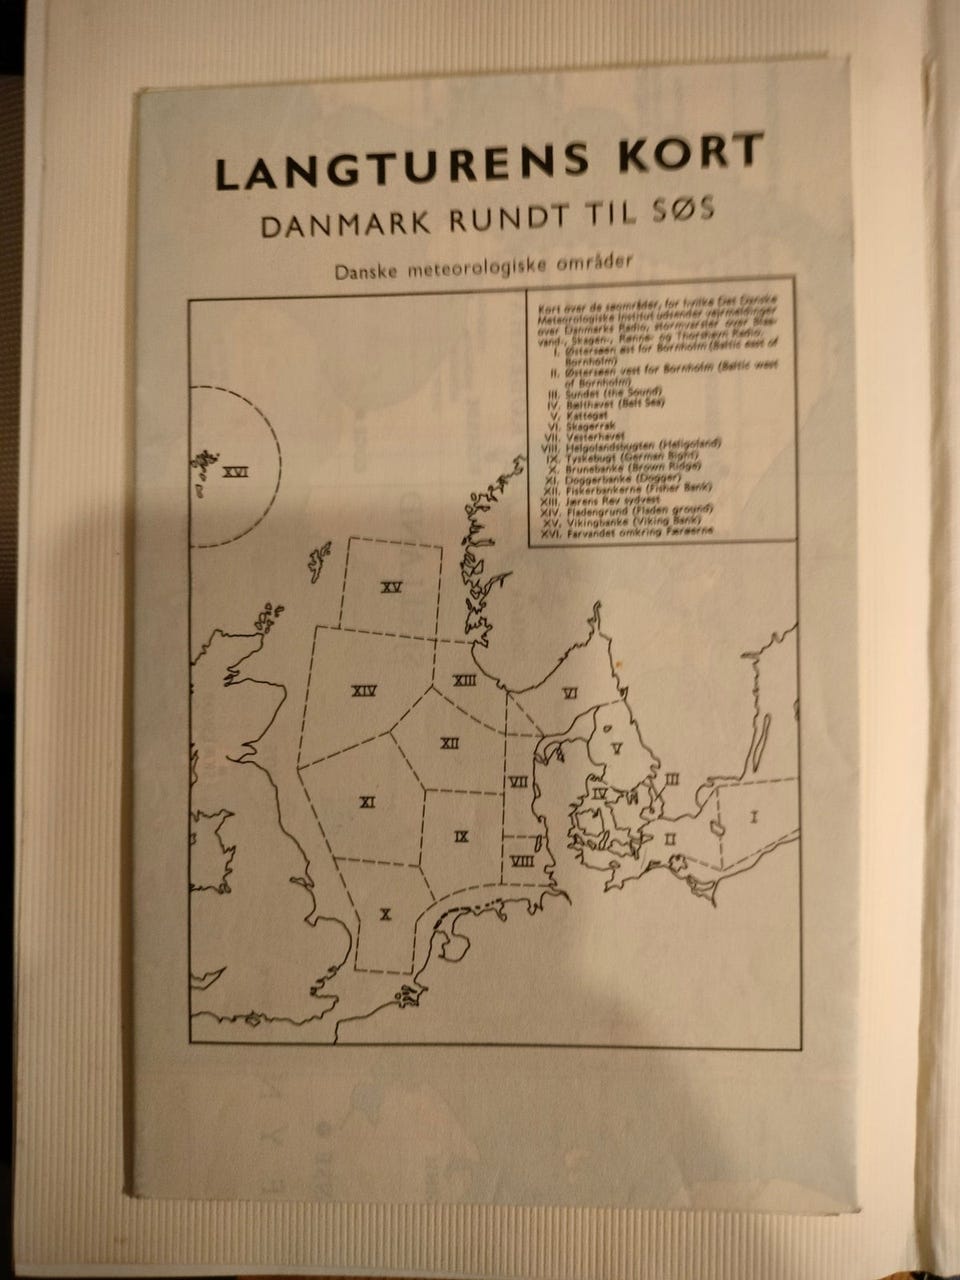 LANGTURENS KORT
DANMARK RUNDT TIL SØS
Danske meteorologiske områder
Kort over de søområder, for hvilke Det Danske
Meteorologiske Institut udsender vejrmeldinger
over Danmarks Radio, stormvarsler over Blaa-
vand-, Skagen-, Rønne- og Thorshavn Radio.
I. Østersøen øst for Bornholm (Baltic east of
Bornholm)
II. Østersøen vest for Bornholm (Baltic west
of Bornholm)
III. Sundet (the Sound)
IV. Bælthavet (Belt Sea)
V. Kattegat
VI. Skagerrak
VII. Vesterhavet
VIII. Helgolandsbugten (Heligoland)
IX. Tyskebugt (German Bight)
X. Brunebanke (Brown Ridge)
XI. Doggerbanke (Dogger)
XII. Fiskerbankerne (Fisher Bank)
XIII. Jærens Rev sydvest
XIV. Fladengrund (Fladen ground)
XV. Vikingbanke (Viking Bank)
XVI. Farvandet omkring Færøerne
XVI
XV
XIV
XIII
VI
XII
V
VII
III
XI
IV
I
IX
II
VIII
X